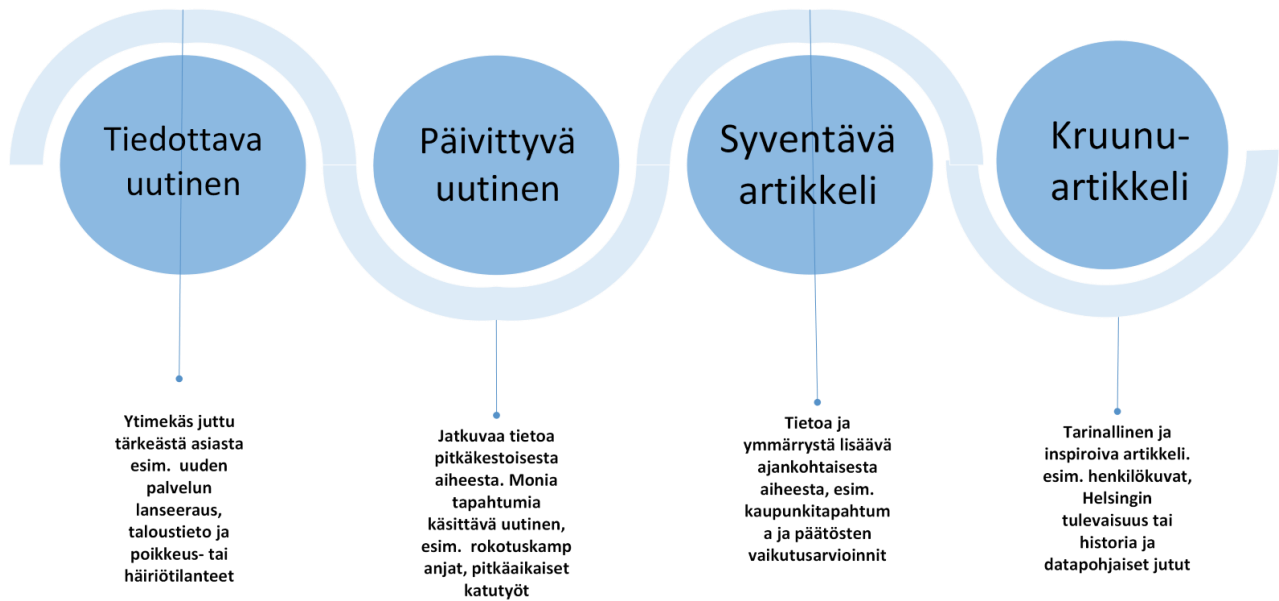 Tiedottava
uutinen
Ytimekäs juttu
tärkeästä asiasta
esim. uuden
palvelun
lanseeraus,
taloustieto ja
poikkeus- tai
häiriötilanteet
Päivittyvä
uutinen
Jatkuvaa tietoa
pitkäkestoisesta
aiheesta. Monia
tapahtumia
käsittävä uutinen,
esim. rokotuskamp
anjat, pitkäaikaiset
katutyöt
Syventävä
artikkeli
Tietoa ja
ymmärrystä lisäävä
ajankohtaisesta
aiheesta, esim.
kaupunkitapahtum
a ja päätösten
vaikutusarvioinnit
Kruunu-
artikkeli
Tarinallinen ja
inspiroiva artikkeli.
esim. henkilökuvat,
Helsingin
tulevaisuus tai
historia ja
datapohjaiset jutut